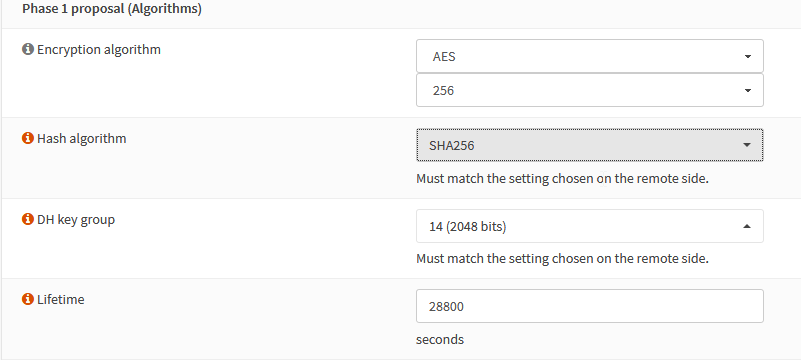 Phase 1 proposal (Algorithms)
Encryption algorithm
AES
256
Hash algorithm
SHA256
Must match the setting chosen on the remote side.
DH key group
14 (2048 bits)
Must match the setting chosen on the remote side.
Lifetime
28800
seconds